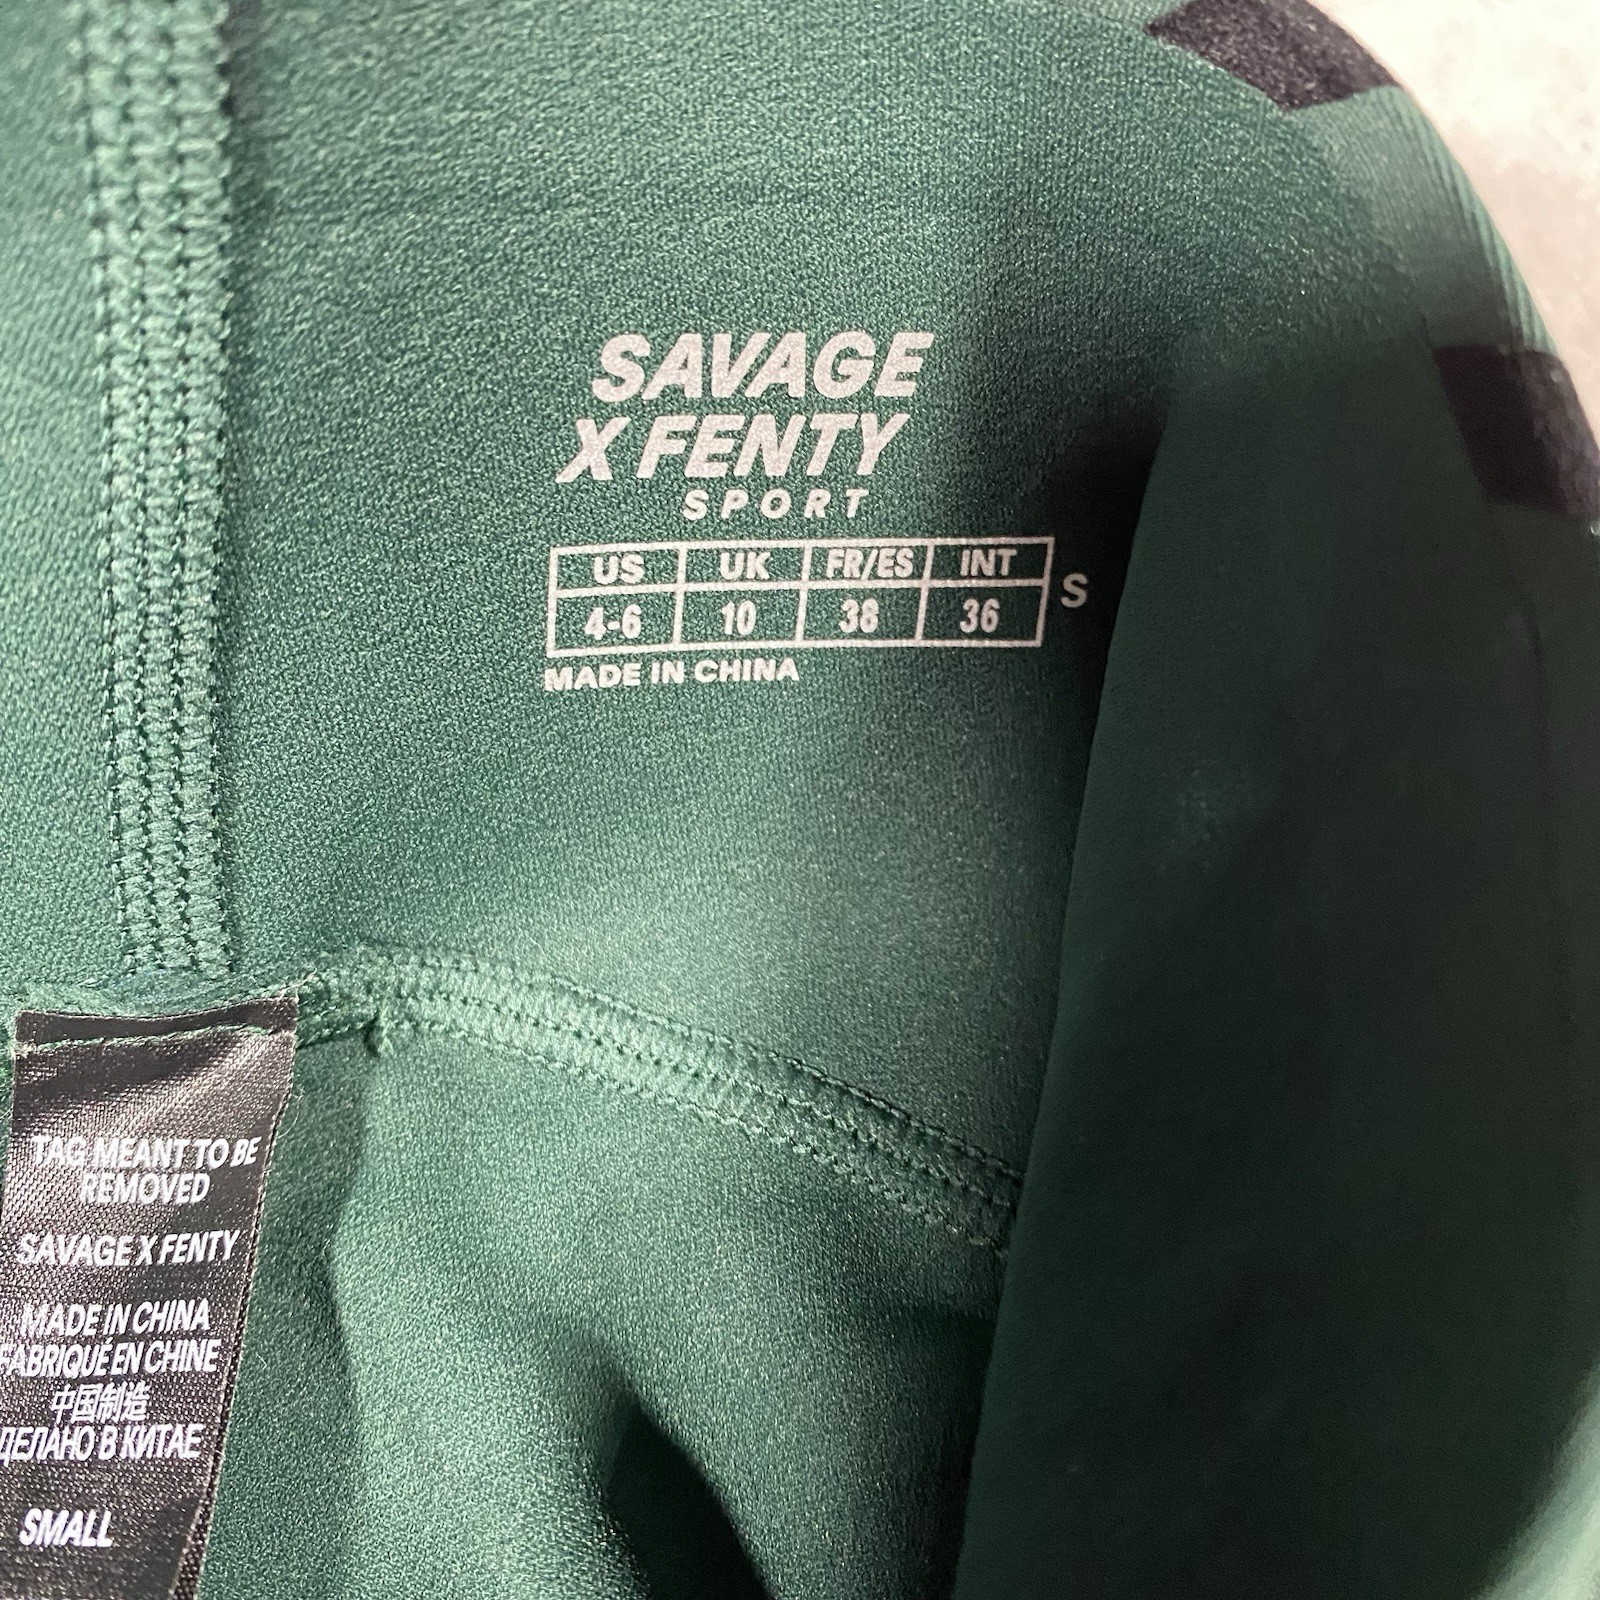 SAVAGE
X FENTY
SPORT
US UK FR/ES INT
4-6 10 38 36 S
MADE IN CHINA
TAG MEANT TO BE
REMOVED
SAVAGE X FENTY
MADE IN CHINA
FABRIQUÉ EN CHINE
中国制造
ДЕЛАНО В КИТАЕ
SMALL